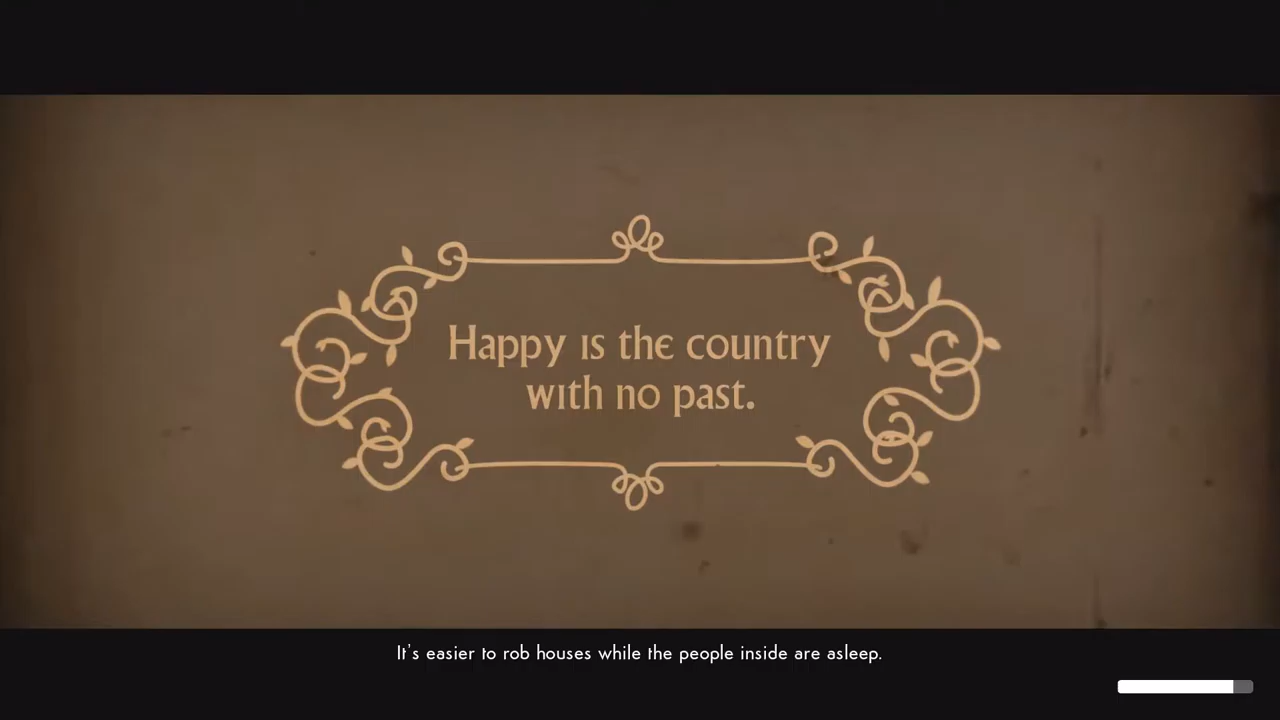 Happy is the country
with no past.
It's easier to rob houses while the people inside are asleep.